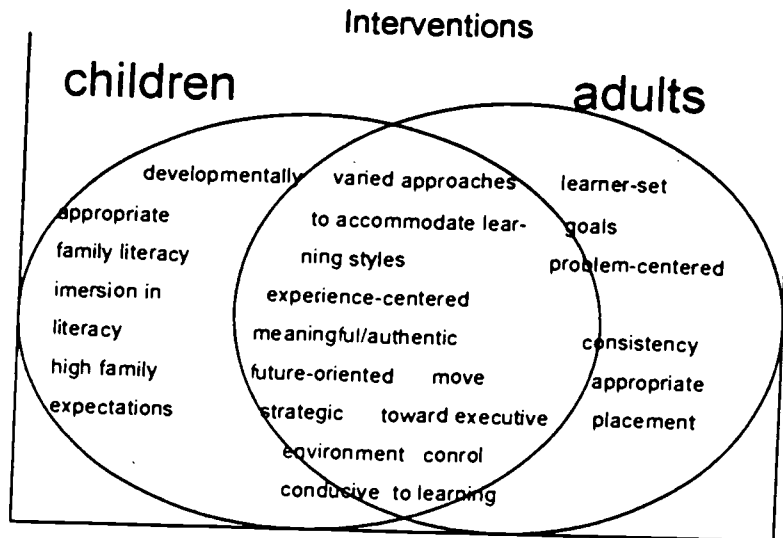 Interventions
children
adults
developmentally
appropriate
family literacy
imersion in
literacy
high family
expectations
varied approaches
to accommodate lear-
ning styles
experience-centered
meaningful/authentic
future-oriented move
strategic toward executive
environment conrol
conducive to learning
learner-set
goals
problem-centered
consistency
appropriate
placement